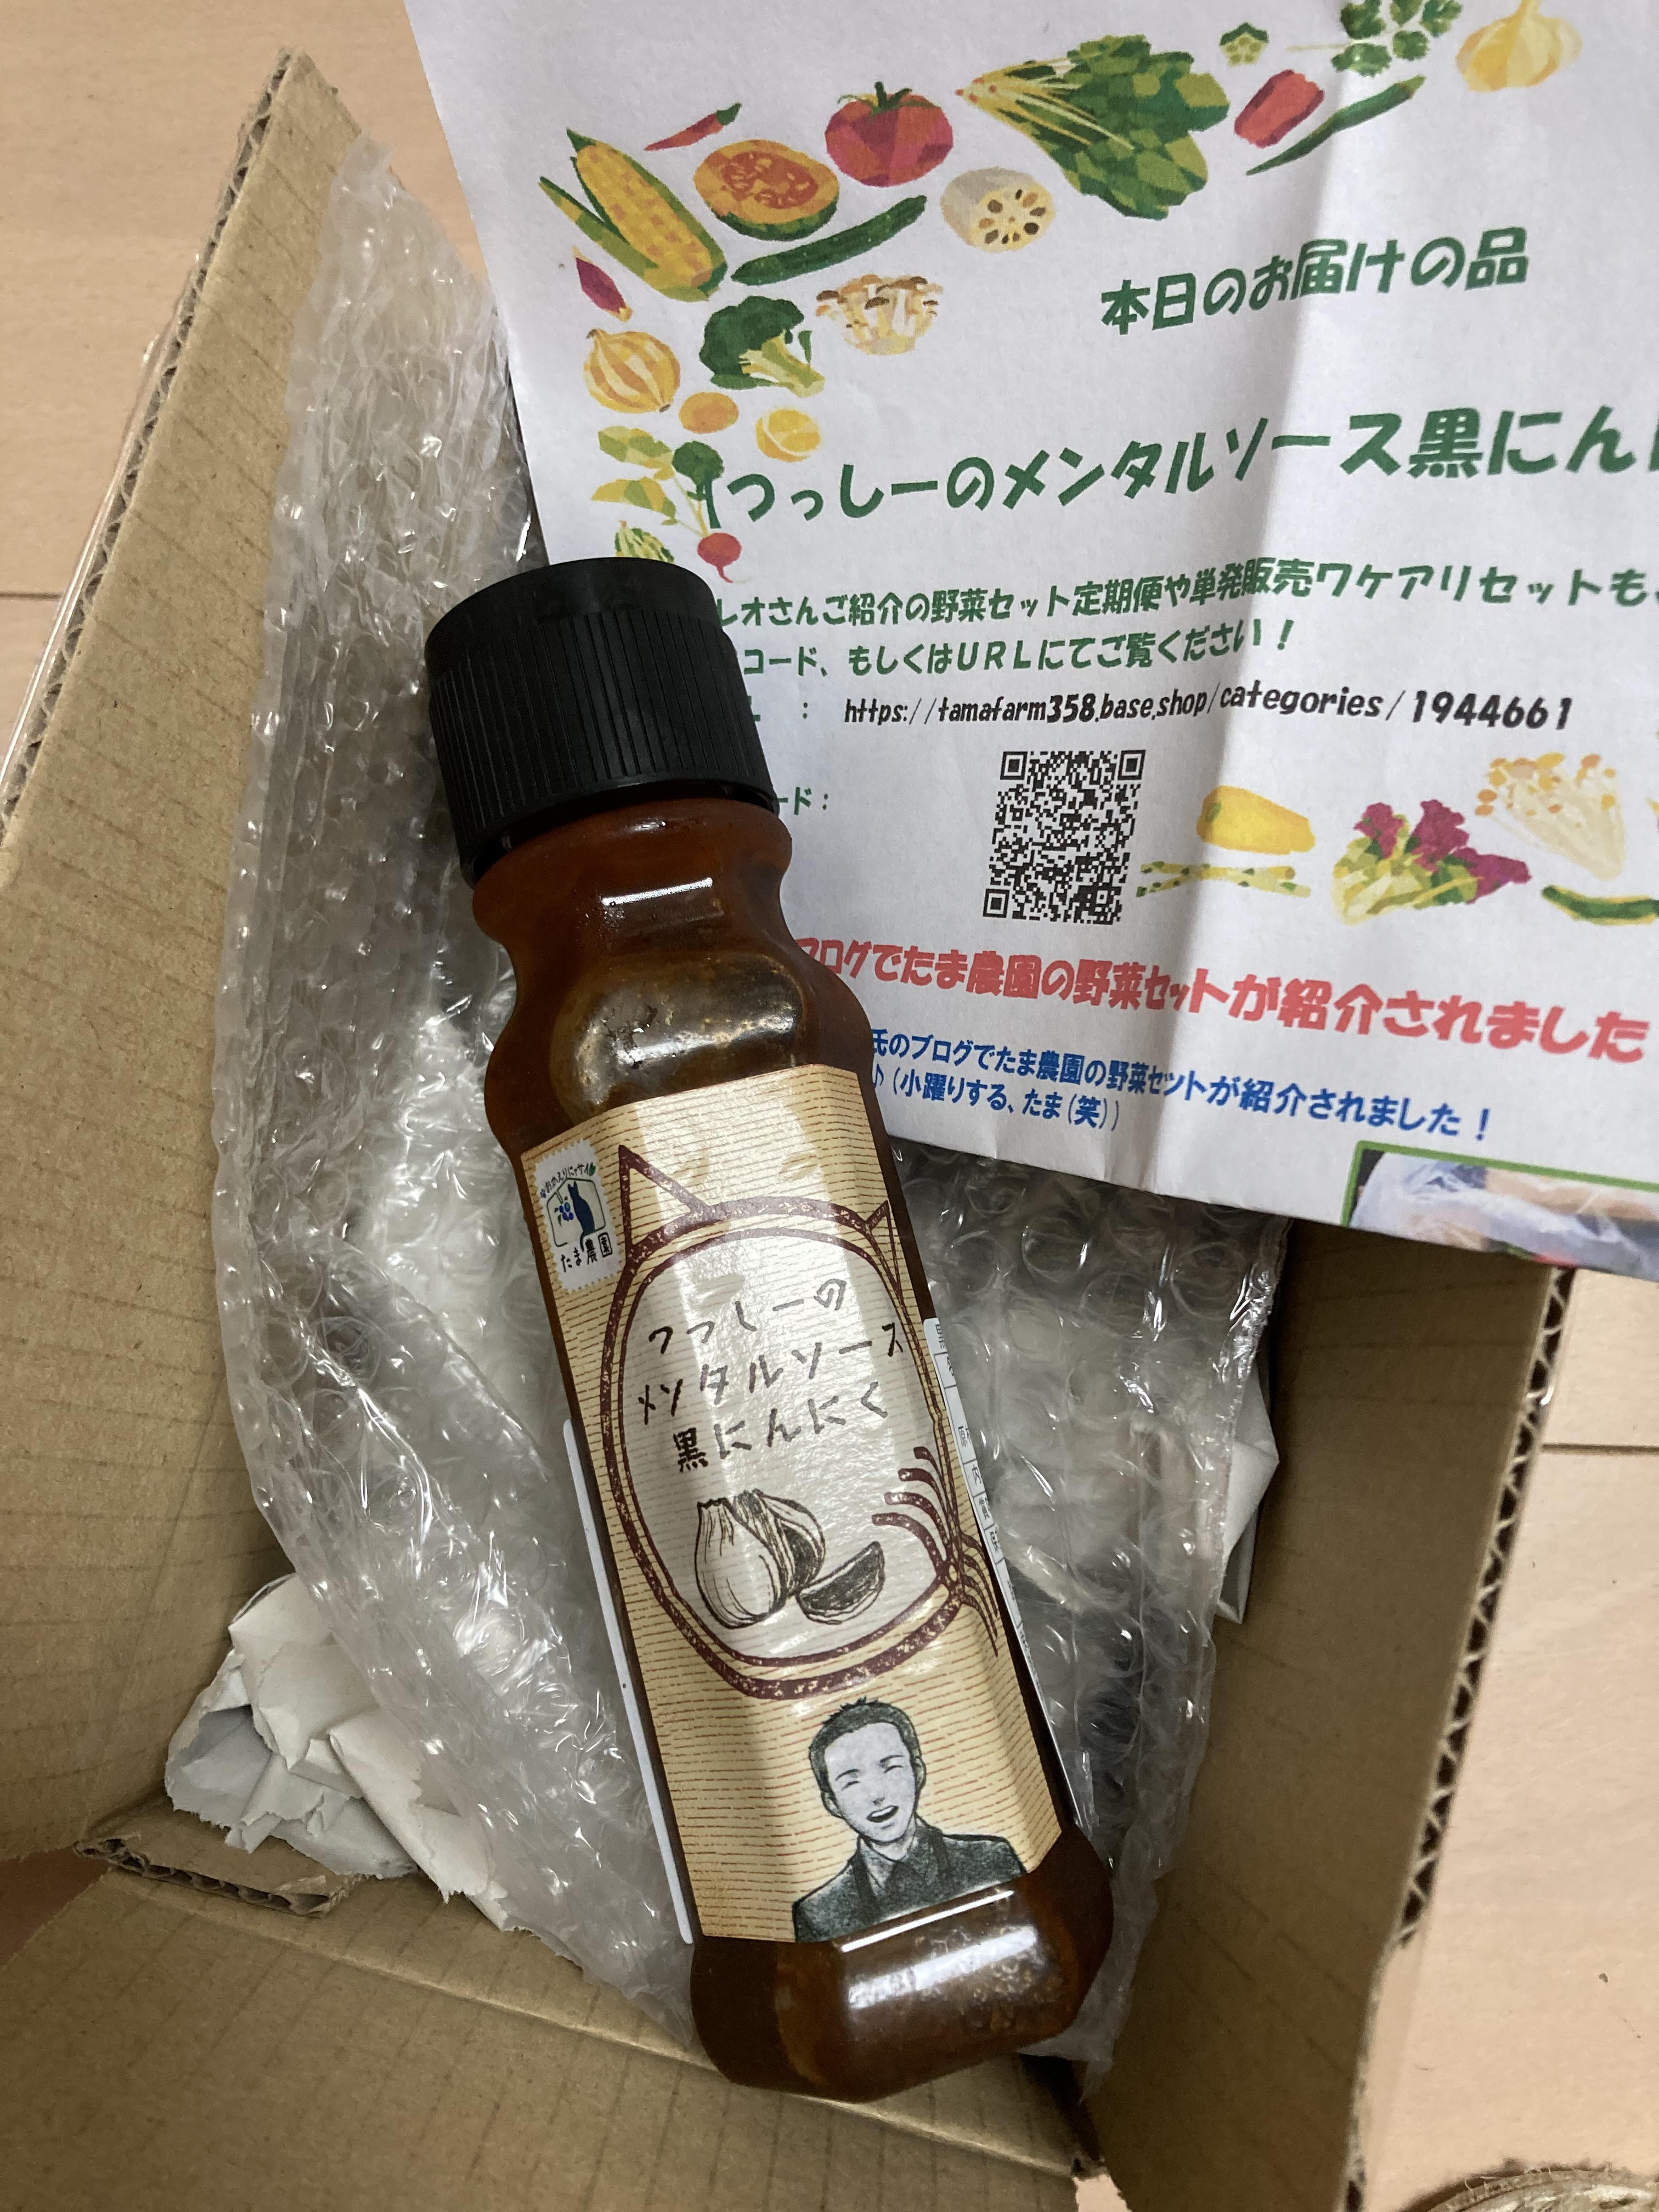 本日のお届けの品
つっしーのメンタルソース黒にん
レオさんご紹介の野菜セット定期便や単発販売ワケアリセットも
コード、もしくはURLにてご覧ください!
: https://tamafarm358.base.shop/categories/1944661
ード:
ブログでたま農園の野菜セットが紹介されました
氏のブログでたま農園の野菜セットが紹介されました!
♪(小躍りする、たま(笑))
たま農園
つっしーの
メンタルソース
黒にんにく